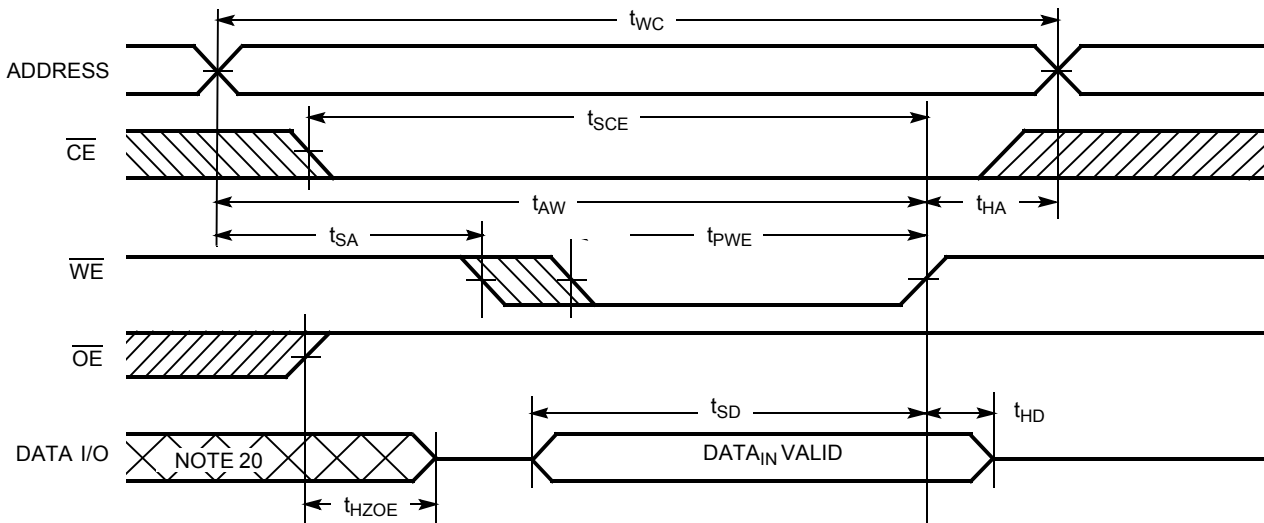 tWC
ADDRESS
tSCE
CE
tAW
tHA
tSA
tPWE
WE
OE
tSD
tHD
DATA I/O
NOTE 20
DATAIN VALID
tHZOE